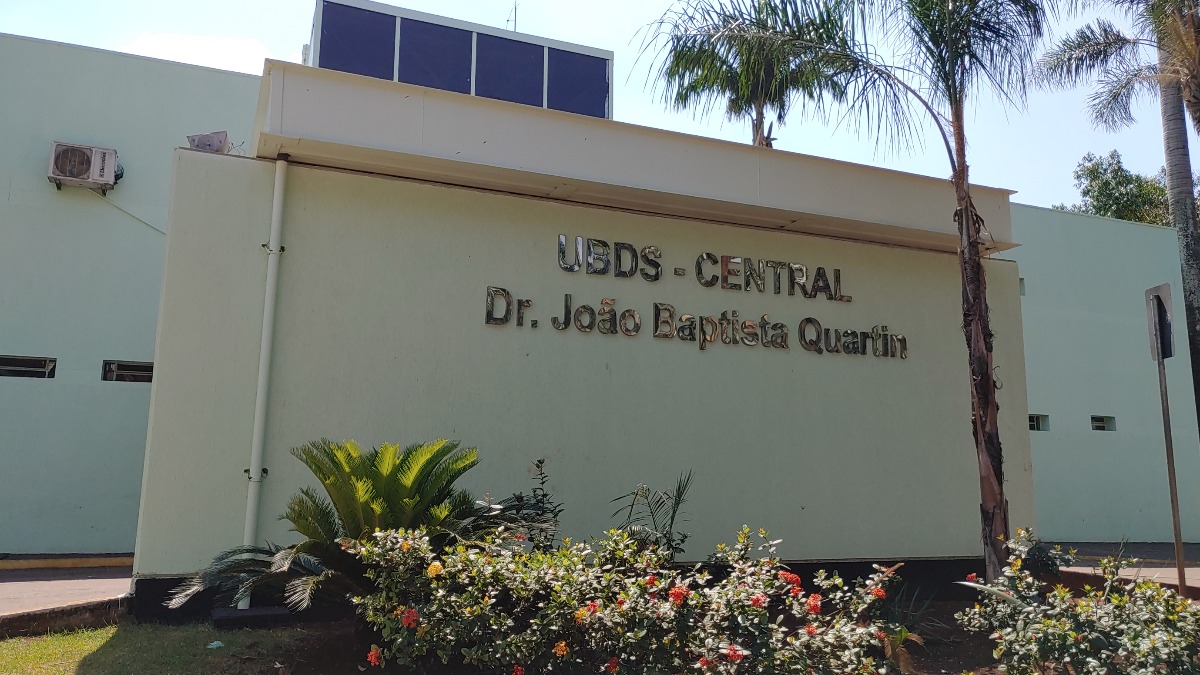 UBDS - CENTRAL
Dr. João Baptista Quartin